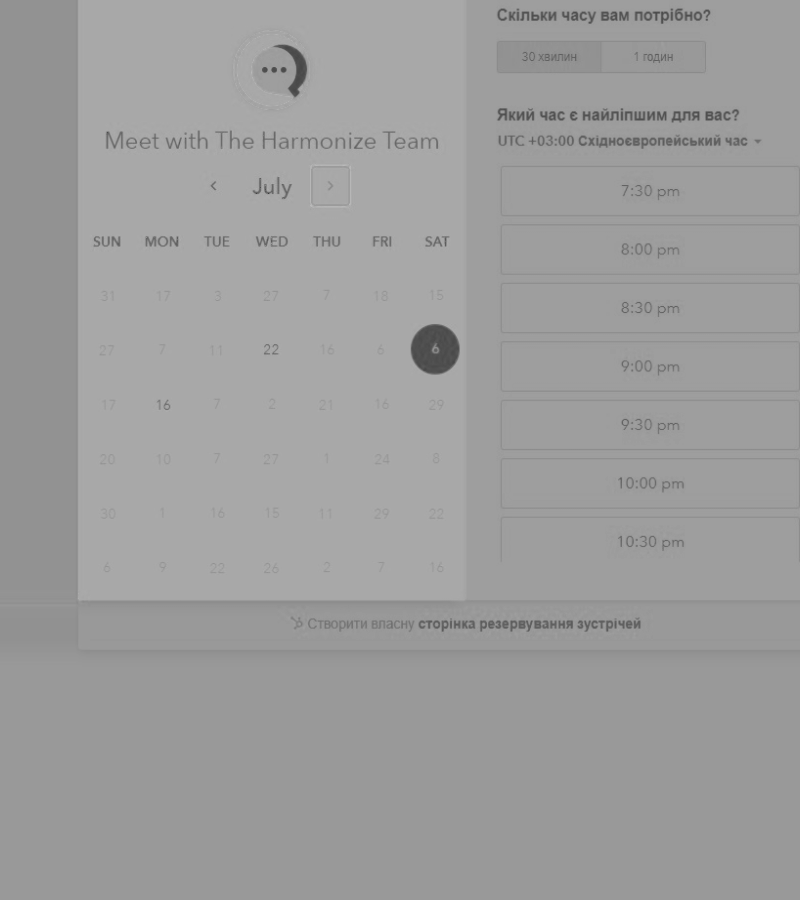 Meet with The Harmonize Team
July
SUN MON TUE WED THU FRI SAT
31 17 3 27 7 18 15
27 7 11 22 16 6 6
17 16 7 2 21 16 29
20 10 7 27 1 24 8
30 1 16 15 11 29 22
6 9 22 26 2 7 16
Скільки часу вам потрібно?
30 хвилин 1 годин
Який час є найліпшим для вас?
UTC +03:00 Східноєвропейський час
7:30 pm
8:00 pm
8:30 pm
9:00 pm
9:30 pm
10:00 pm
10:30 pm
Створити власну сторінка резервування зустрічей